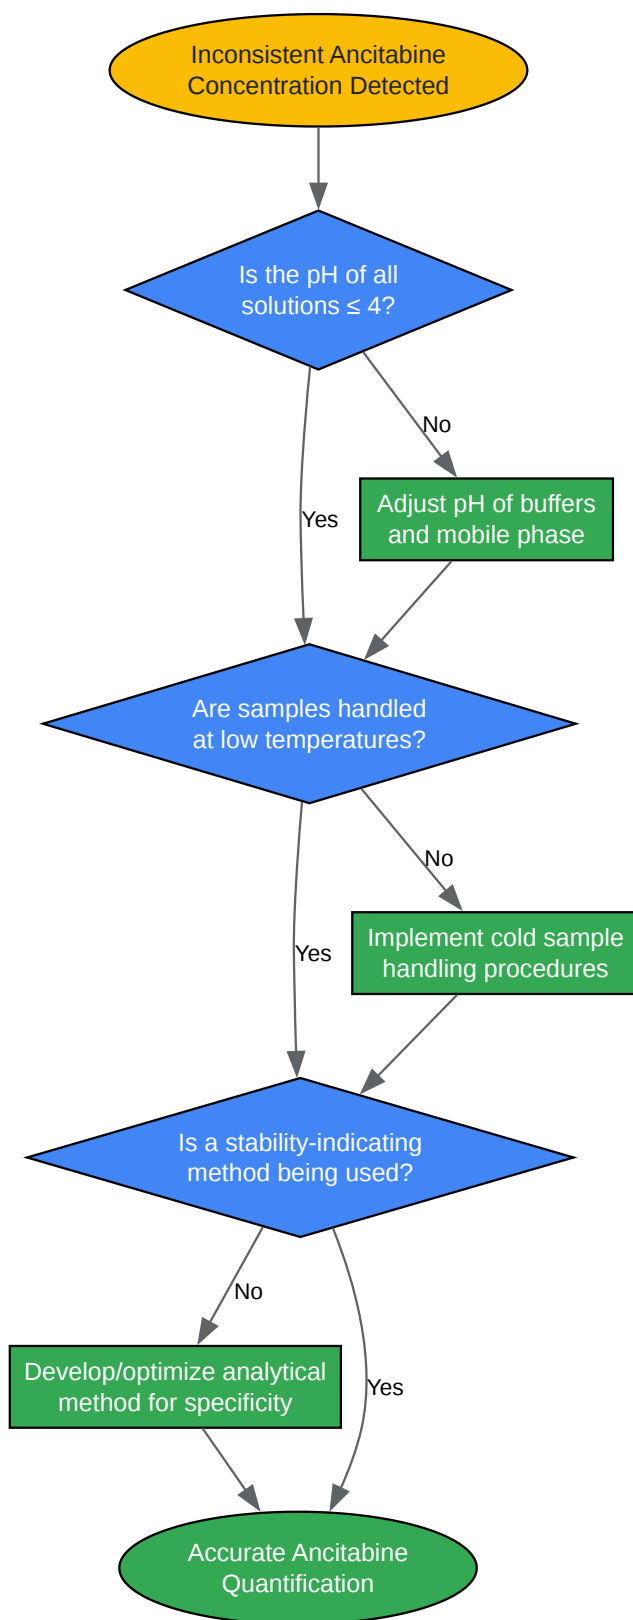 Inconsistent Ancitabine
Concentration Detected
Is the pH of all
solutions ≤ 4?
No
Yes
Adjust pH of buffers
and mobile phase
Are samples handled
at low temperatures?
No
Yes
Implement cold sample
handling procedures
Is a stability-indicating
method being used?
No
Yes
Develop/optimize analytical
method for specificity
Accurate Ancitabine
Quantification